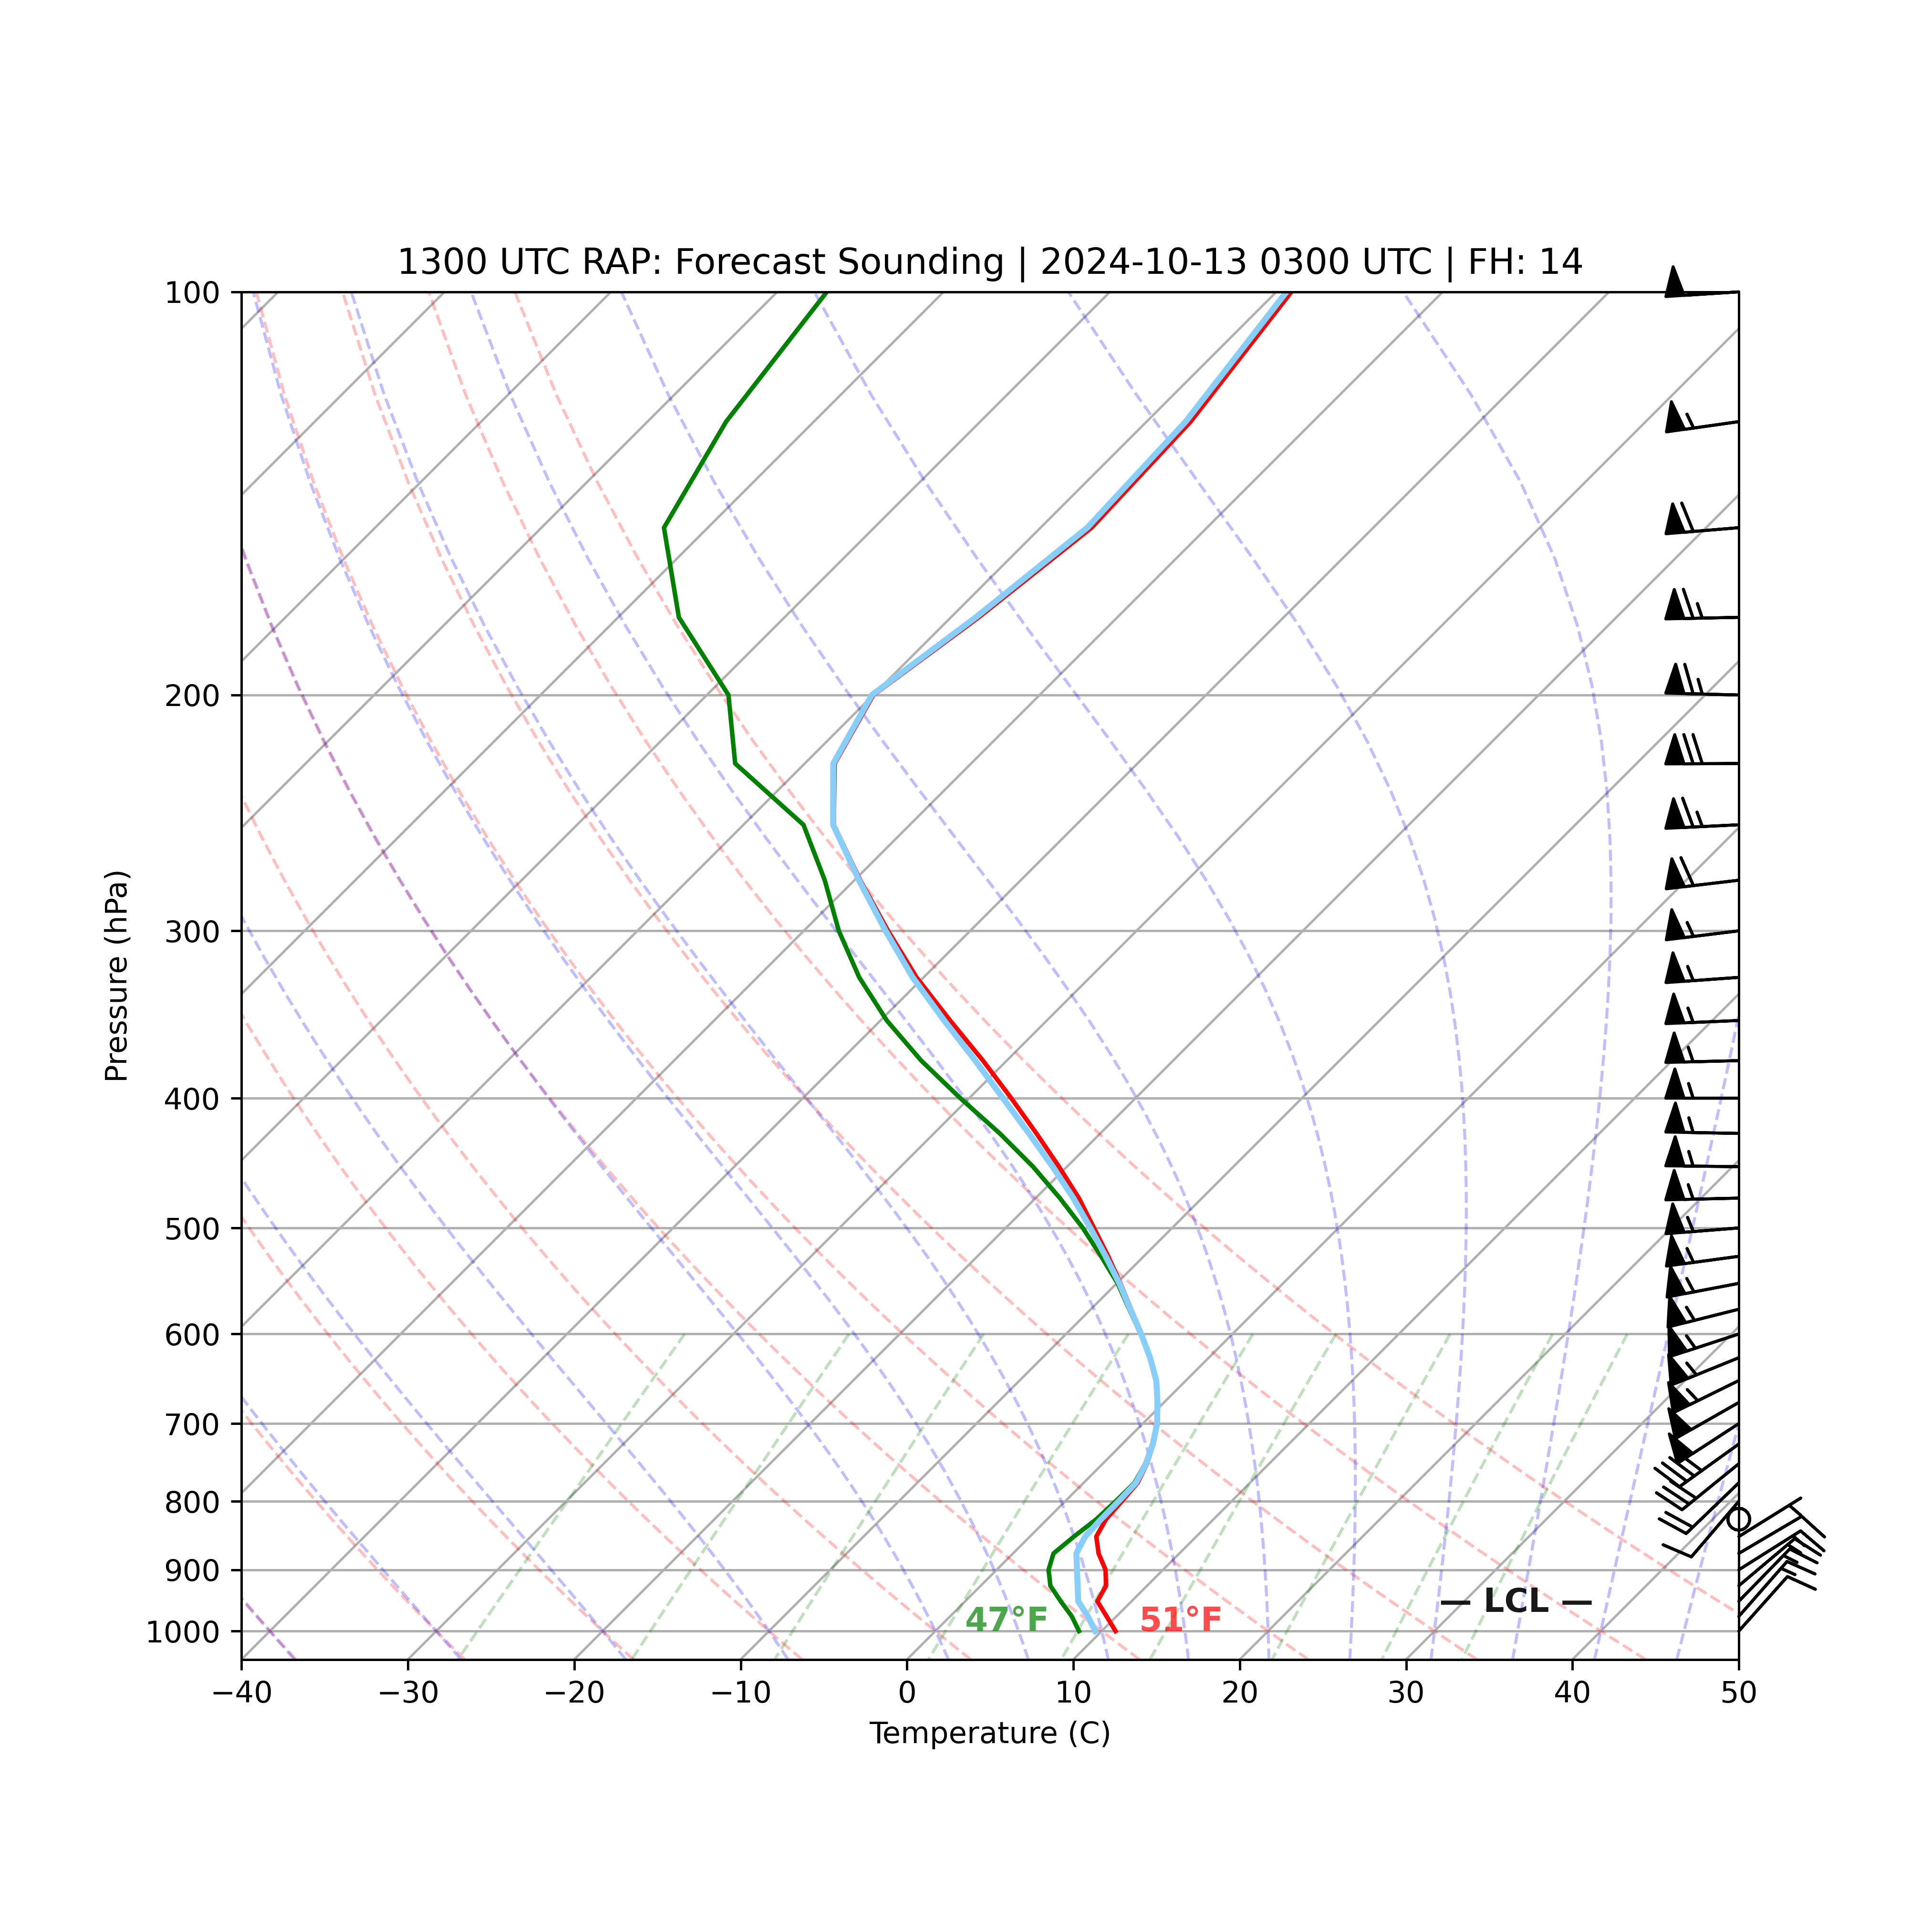 1300 UTC RAP: Forecast Sounding | 2024-10-13 0300 UTC | FH: 14
100
200
300
400
500
600
700
800
900
1000
Pressure (hPa)
47°F
51°F
— LCL —
−40 −30 −20 −10 0 10 20 30 40 50
Temperature (C)